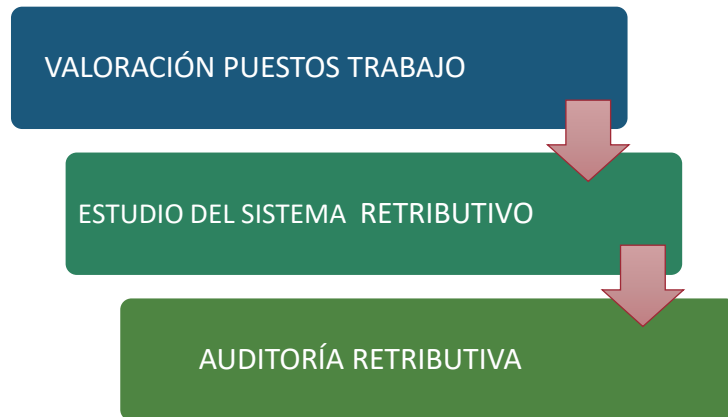 VALORACIÓN PUESTOS TRABAJO
ESTUDIO DEL SISTEMA RETRIBUTIVO
AUDITORÍA RETRIBUTIVA